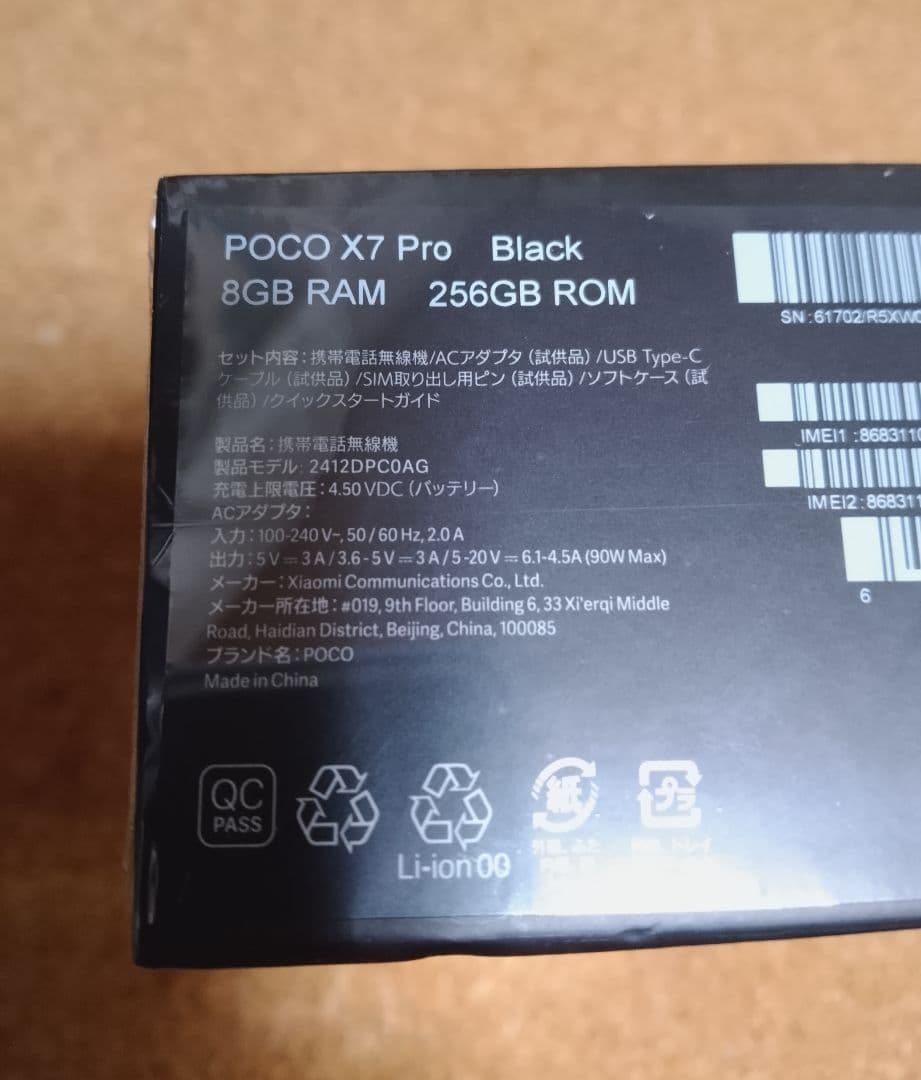 POCO X7 Pro Black
8GB RAM 256GB ROM
SN:61702/R5XW
セット内容:携帯電話無線機/ACアダプタ(試供品)/USB Type-C
ケーブル(試供品)/SIM取り出し用ピン(試供品)/ソフトケース(試
供品)/クイックスタートガイド
IMEI1:8683110
IMEI2:868311
製品名:携帯電話無線機
製品モデル:2412DPC0AG
充電上限電圧:4.50 VDC(バッテリー)
ACアダプタ:
入力:100-240 V~, 50/60 Hz, 2.0 A
出力:5 V⎓3 A/3.6-5 V⎓3 A/5-20 V⎓6.1-4.5A (90W Max)
メーカー:Xiaomi Communications Co., Ltd.
メーカー所在地:#019, 9th Floor, Building 6, 33 Xi'erqi Middle
Road, Haidian District, Beijing, China, 100085
ブランド名:POCO
Made in China
6
QC
PASS
Li-ion 00
紙
プラ